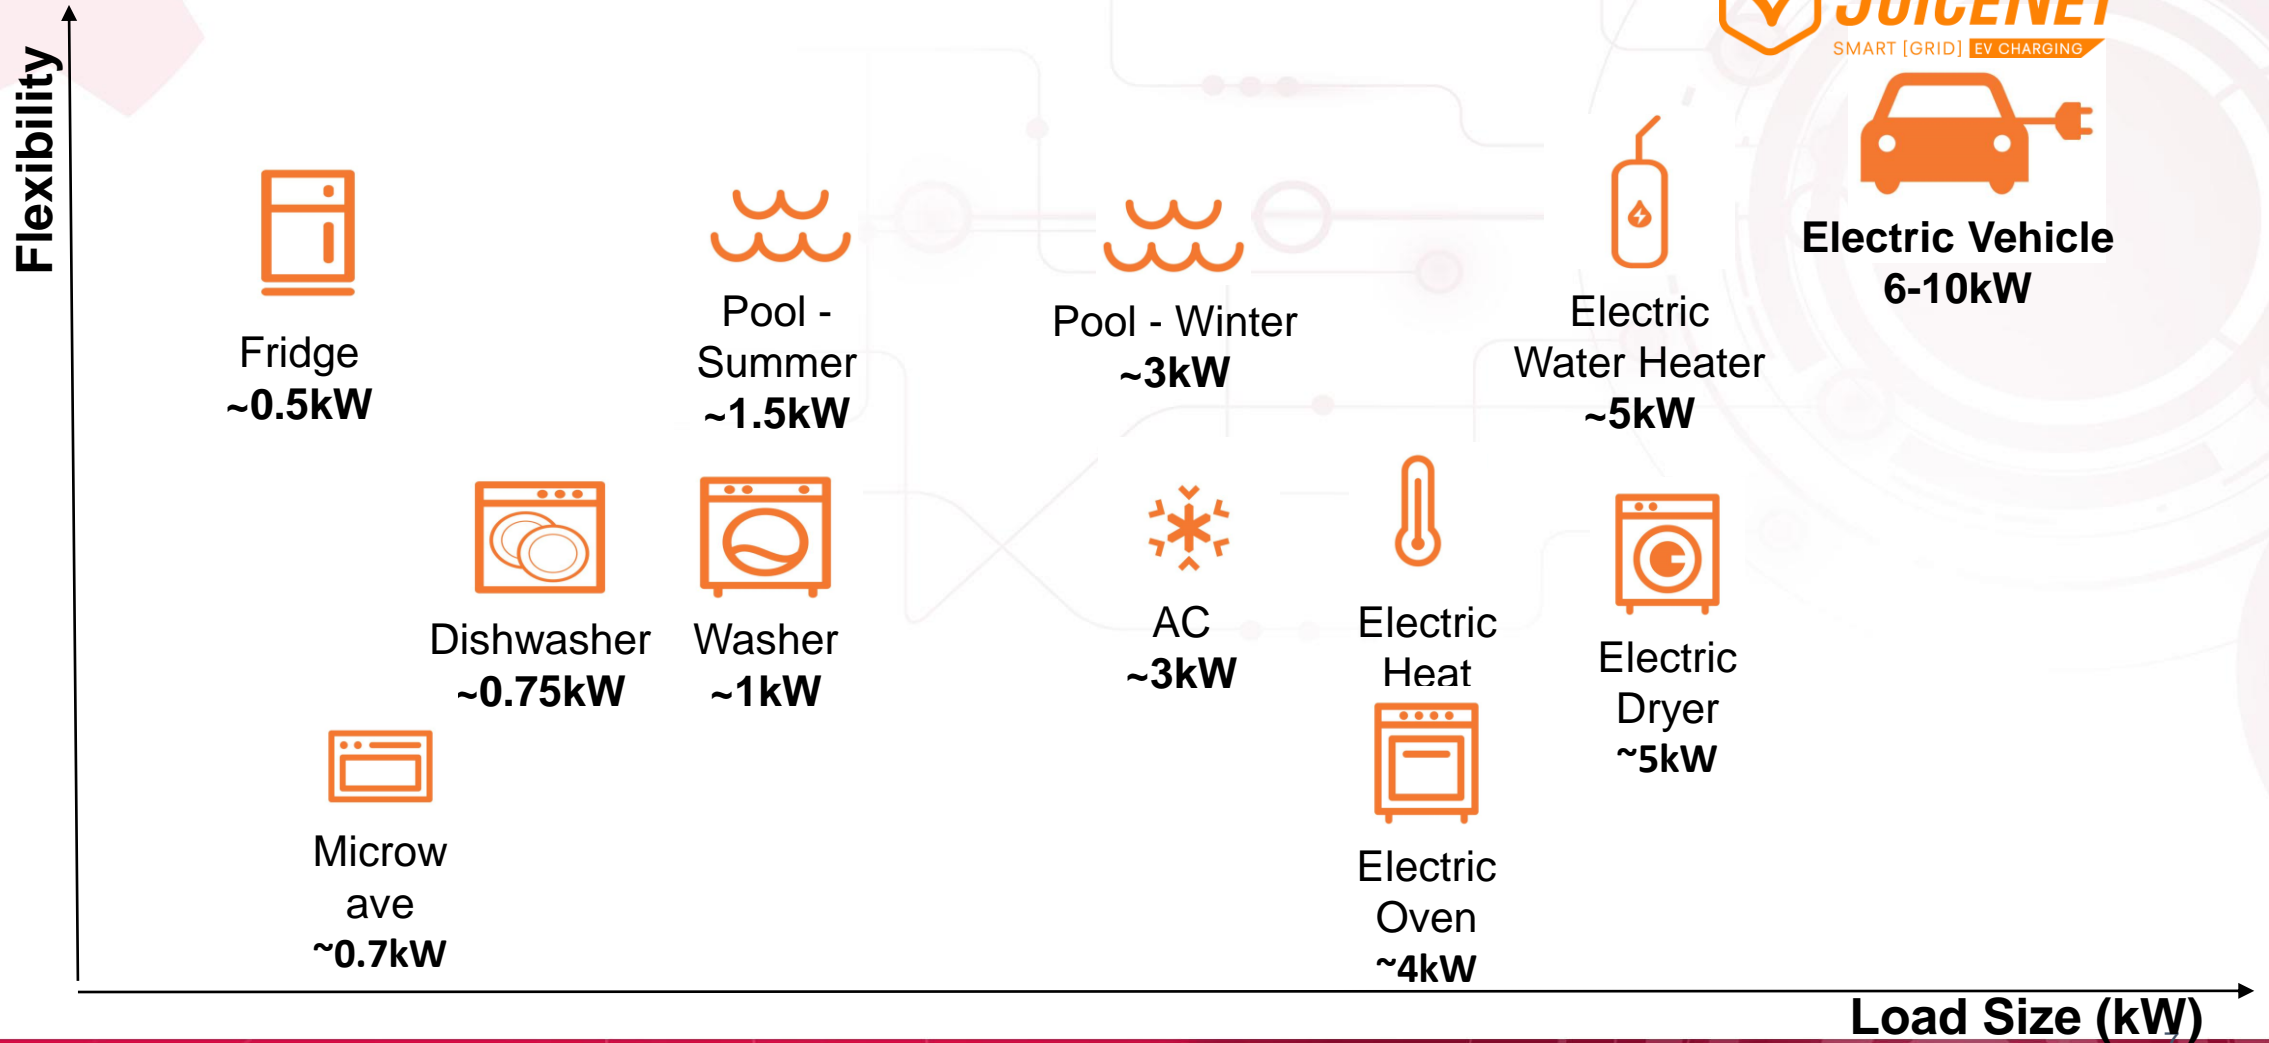 JUICENET
SMART [GRID] EV CHARGING
Flexibility
Fridge
~0.5kW
Pool -
Summer
~1.5kW
Pool - Winter
~3kW
Electric
Water Heater
~5kW
Electric Vehicle
6-10kW
Dishwasher
~0.75kW
Washer
~1kW
AC
~3kW
Electric
Heat
Electric
Dryer
~5kW
Microw
ave
~0.7kW
Electric
Oven
~4kW
Load Size (kW)